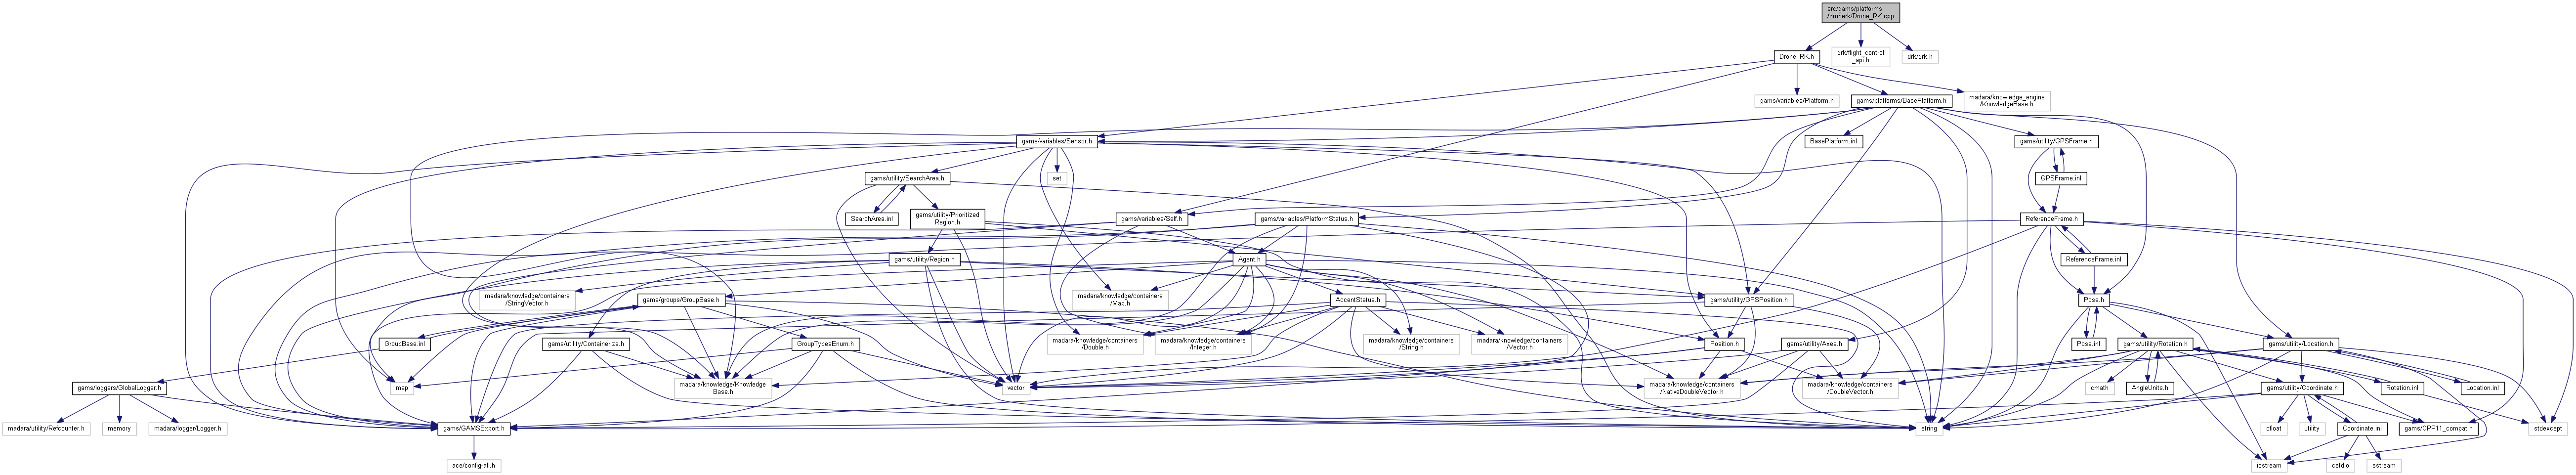 src/gams/platforms
/dronerk/Drone_RK.cpp
Drone_RK.h
drk/flight_control
_api.h
drk/drk.h
gams/variables/Platform.h
gams/platforms/BasePlatform.h
madara/knowledge_engine
/KnowledgeBase.h
gams/variables/Sensor.h
BasePlatform.inl
gams/utility/GPSFrame.h
gams/utility/SearchArea.h
set
GPSFrame.inl
SearchArea.inl
gams/utility/Prioritized
Region.h
gams/variables/Self.h
gams/variables/PlatformStatus.h
ReferenceFrame.h
gams/utility/Region.h
Agent.h
ReferenceFrame.inl
madara/knowledge/containers
/StringVector.h
gams/groups/GroupBase.h
madara/knowledge/containers
/Map.h
AccentStatus.h
gams/utility/GPSPosition.h
Pose.h
GroupBase.inl
gams/utility/Containerize.h
GroupTypesEnum.h
madara/knowledge/containers
/Double.h
madara/knowledge/containers
/Integer.h
madara/knowledge/containers
/String.h
madara/knowledge/containers
/Vector.h
Position.h
gams/utility/Axes.h
Pose.inl
gams/utility/Rotation.h
gams/utility/Location.h
gams/loggers/GlobalLogger.h
map
madara/knowledge/Knowledge
Base.h
vector
madara/knowledge/containers
/NativeDoubleVector.h
madara/knowledge/containers
/DoubleVector.h
cmath
AngleUnits.h
gams/utility/Coordinate.h
Rotation.inl
Location.inl
madara/utility/Refcounter.h
memory
madara/logger/Logger.h
gams/GAMSExport.h
string
cfloat
utility
Coordinate.inl
gams/CPP11_compat.h
stdexcept
ace/config-all.h
iostream
cstdio
sstream